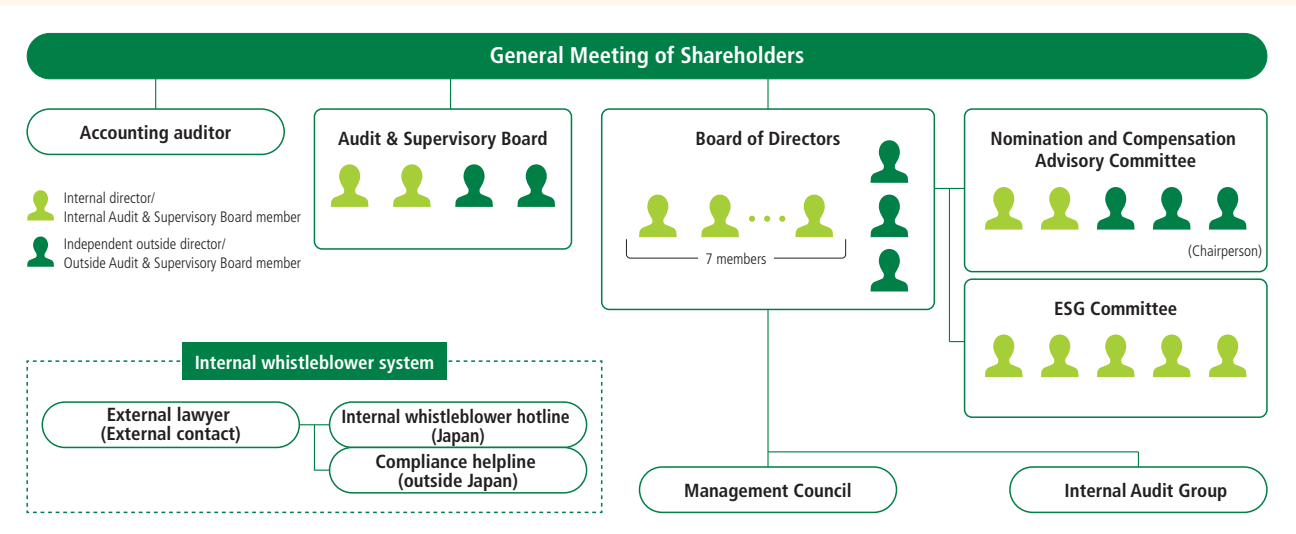 General Meeting of Shareholders
Accounting auditor
Audit & Supervisory Board
Board of Directors
7 members
Nomination and Compensation
Advisory Committee
(Chairperson)
Internal director/
Internal Audit & Supervisory Board member
Independent outside director/
Outside Audit & Supervisory Board member
ESG Committee
Internal whistleblower system
External lawyer
(External contact)
Internal whistleblower hotline
(Japan)
Compliance helpline
(outside Japan)
Management Council
Internal Audit Group